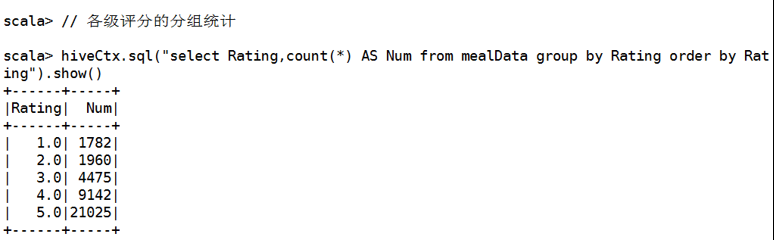 scala> // 各级评分的分组统计
scala> hiveCtx.sql("select Rating,count(*) AS Num from mealData group by Rating order by Rat
ing").show()
+------+-----+
|Rating|  Num|
+------+-----+
|   1.0| 1782|
|   2.0| 1960|
|   3.0| 4475|
|   4.0| 9142|
|   5.0|21025|
+------+-----+